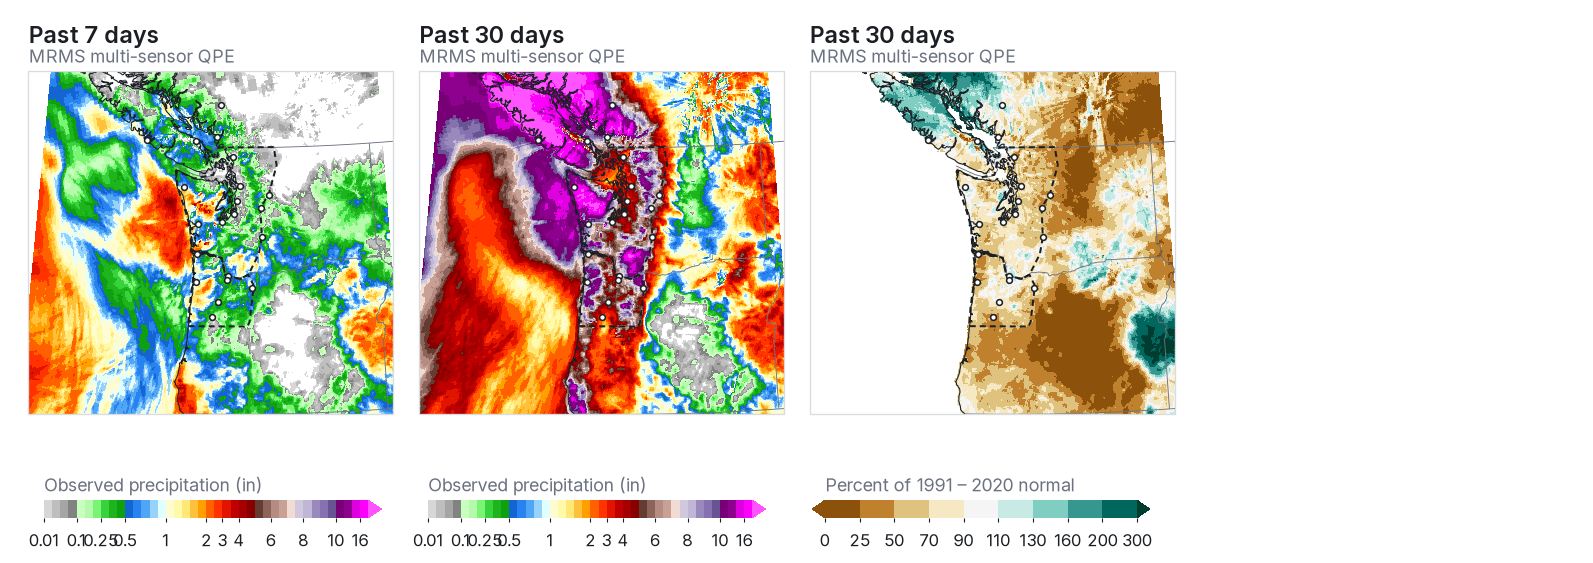 Past 7 days
MRMS multi-sensor QPE
Past 30 days
MRMS multi-sensor QPE
Past 30 days
MRMS multi-sensor QPE
Observed precipitation (in)
0.01 0.1 0.25 0.5 1 2 3 4 6 8 10 16
Observed precipitation (in)
0.01 0.1 0.25 0.5 1 2 3 4 6 8 10 16
Percent of 1991 – 2020 normal
0 25 50 70 90 110 130 160 200 300